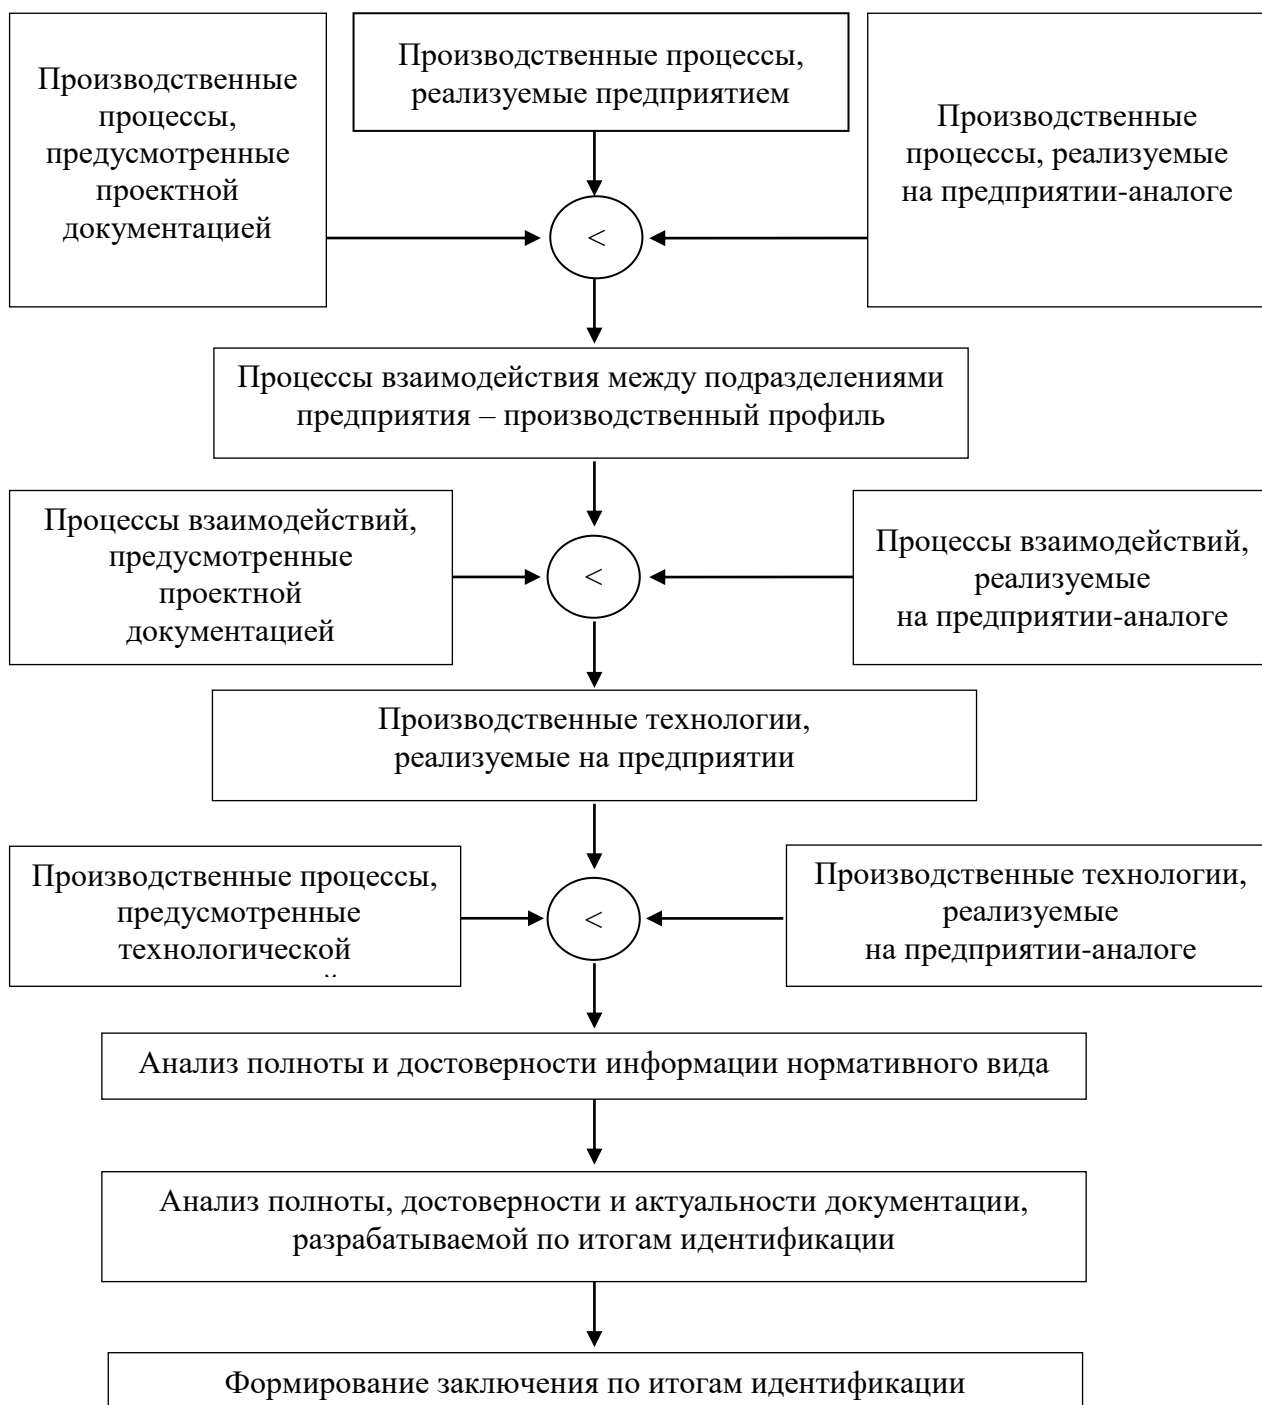 Производственные
процессы,
предусмотренные
проектной
документацией
Производственные процессы,
реализуемые предприятием
Производственные
процессы, реализуемые
на предприятии-аналоге
<
Процессы взаимодействия между подразделениями
предприятия – производственный профиль
Процессы взаимодействий,
предусмотренные
проектной
документацией
<
Процессы взаимодействий,
реализуемые
на предприятии-аналоге
Производственные технологии,
реализуемые на предприятии
Производственные процессы,
предусмотренные
технологической
<
Производственные технологии,
реализуемые
на предприятии-аналоге
Анализ полноты и достоверности информации нормативного вида
Анализ полноты, достоверности и актуальности документации,
разрабатываемой по итогам идентификации
Формирование заключения по итогам идентификации